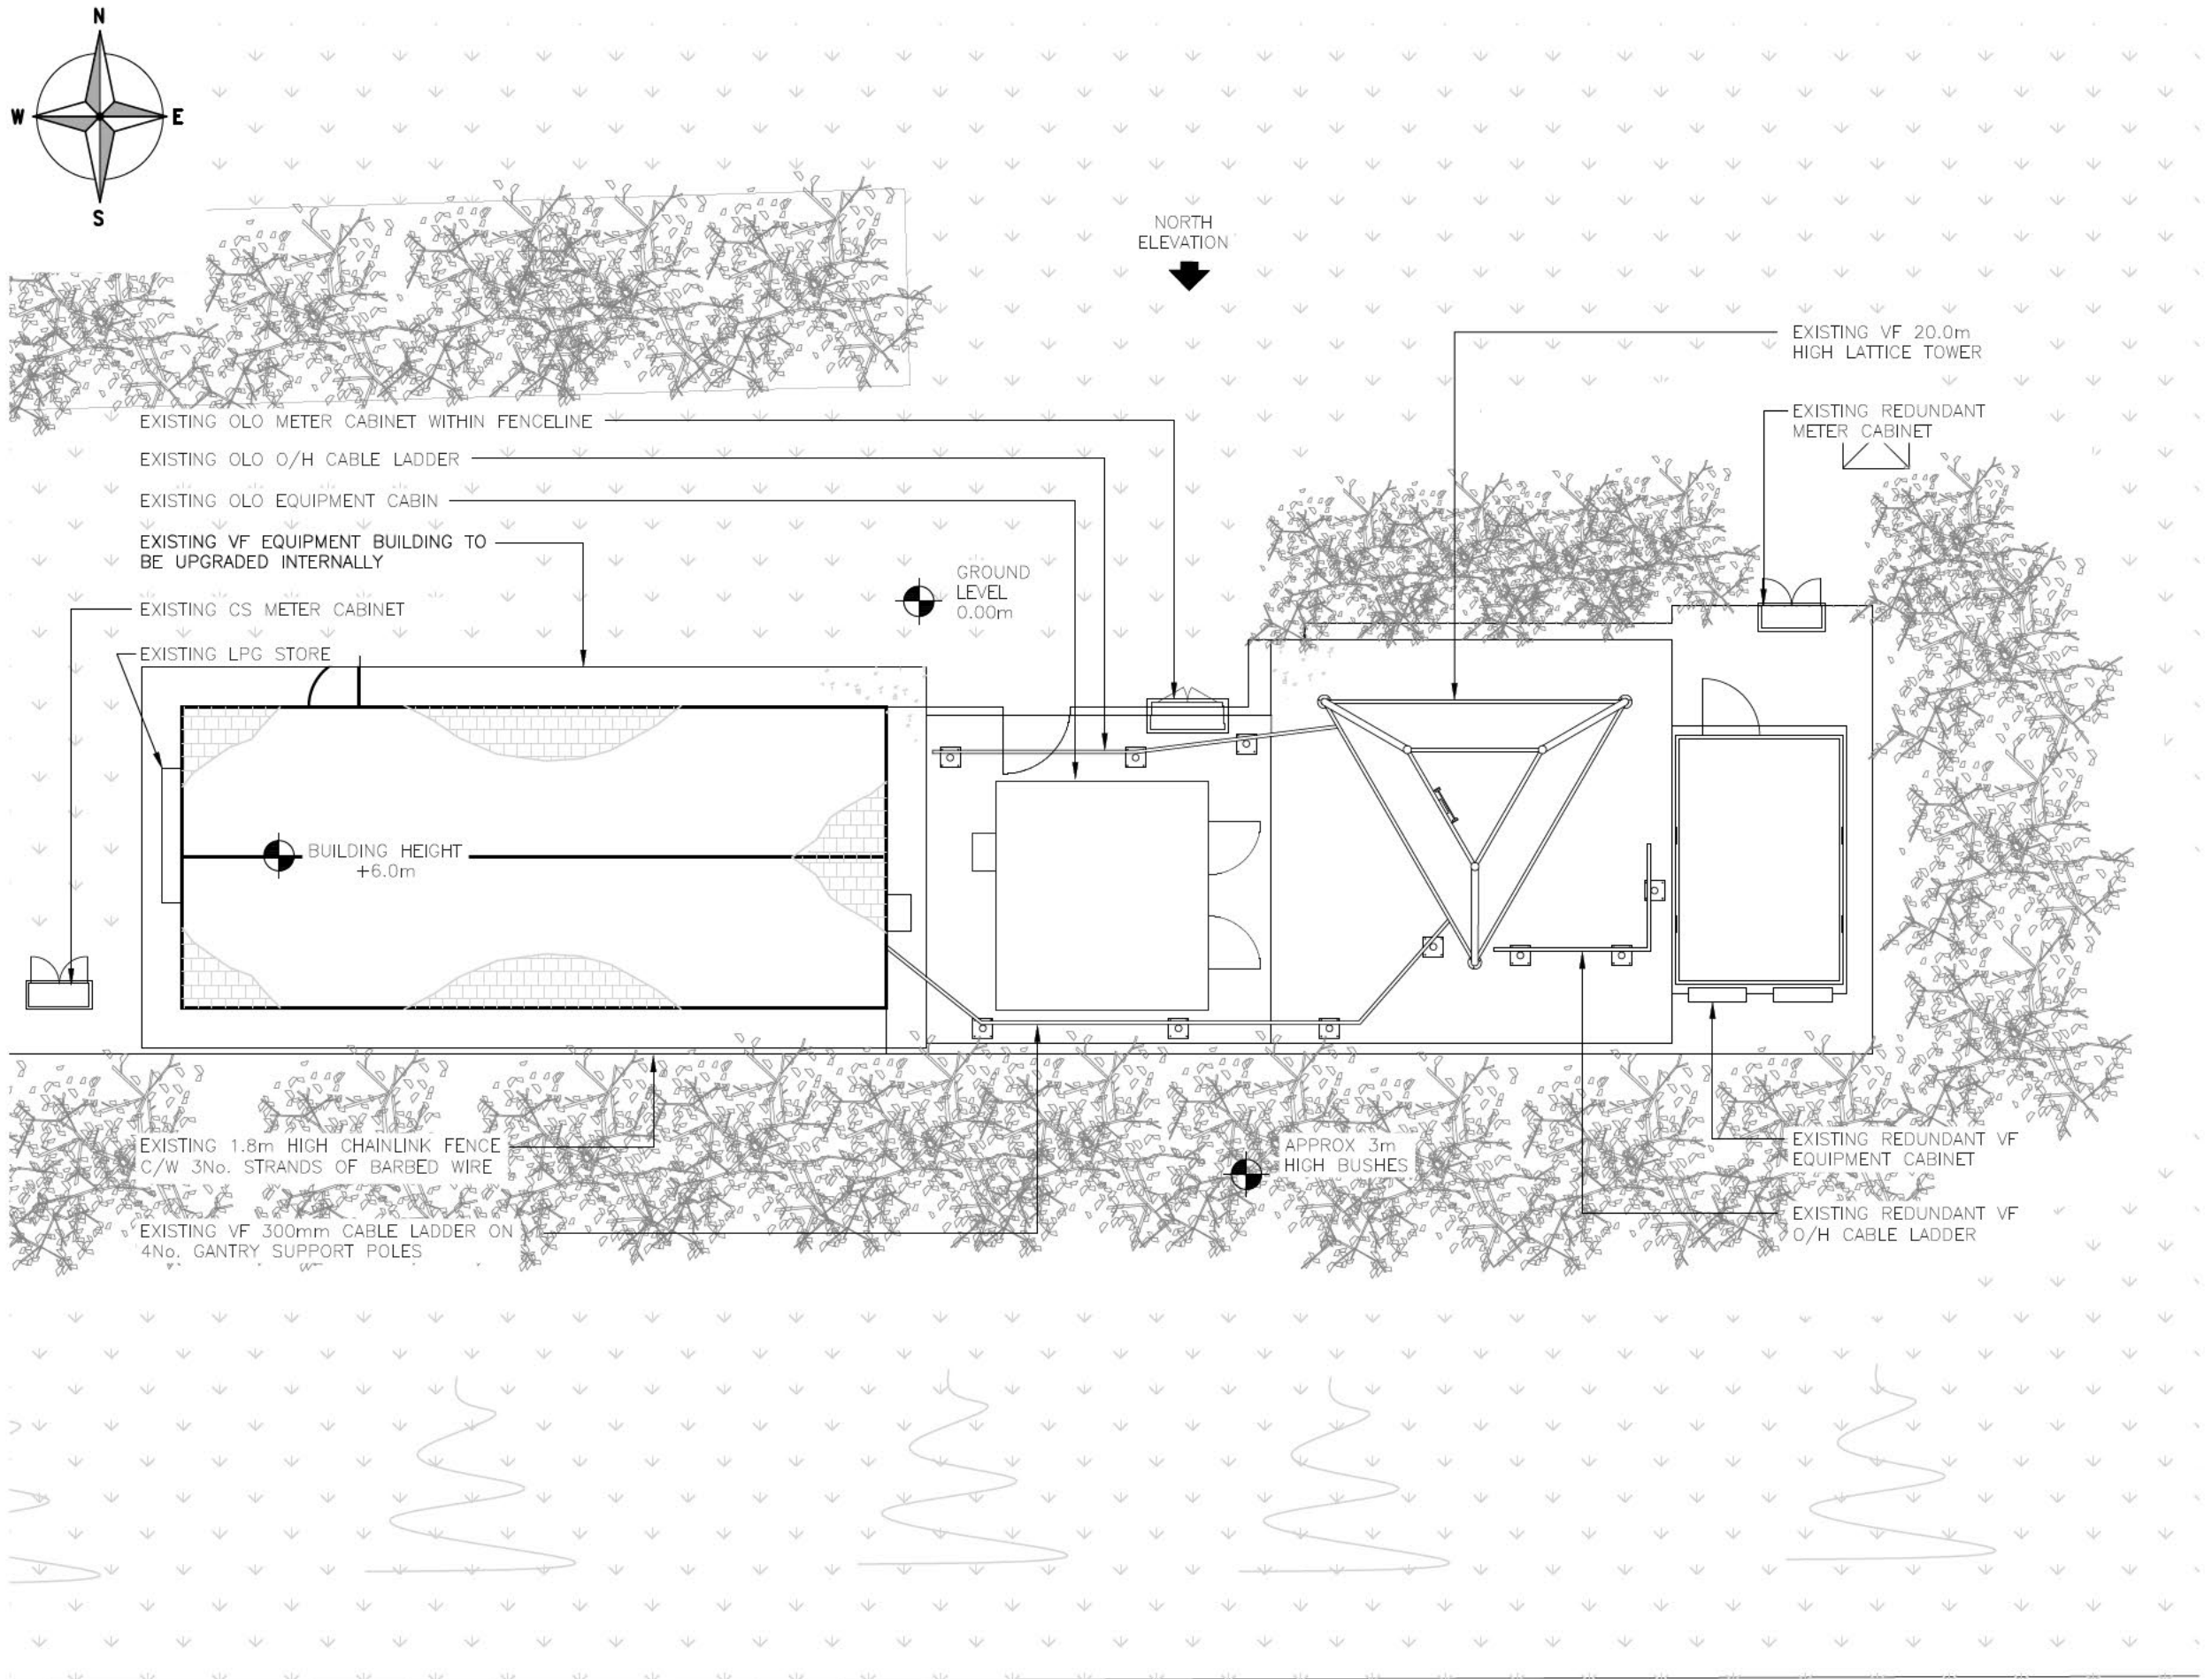 N
W
E
S
NORTH
ELEVATION
EXISTING VF 20.0m
HIGH LATTICE TOWER
EXISTING REDUNDANT
METER CABINET
EXISTING OLO METER CABINET WITHIN FENCELINE
EXISTING OLO O/H CABLE LADDER
EXISTING OLO EQUIPMENT CABIN
EXISTING VF EQUIPMENT BUILDING TO
BE UPGRADED INTERNALLY
GROUND
LEVEL
0.00m
EXISTING CS METER CABINET
EXISTING LPG STORE
BUILDING HEIGHT
+6.0m
EXISTING 1.8m HIGH CHAINLINK FENCE
C/W 3No. STRANDS OF BARBED WIRE
APPROX 3m
HIGH BUSHES
EXISTING REDUNDANT VF
EQUIPMENT CABINET
EXISTING VF 300mm CABLE LADDER ON
4No. GANTRY SUPPORT POLES
EXISTING REDUNDANT VF
O/H CABLE LADDER